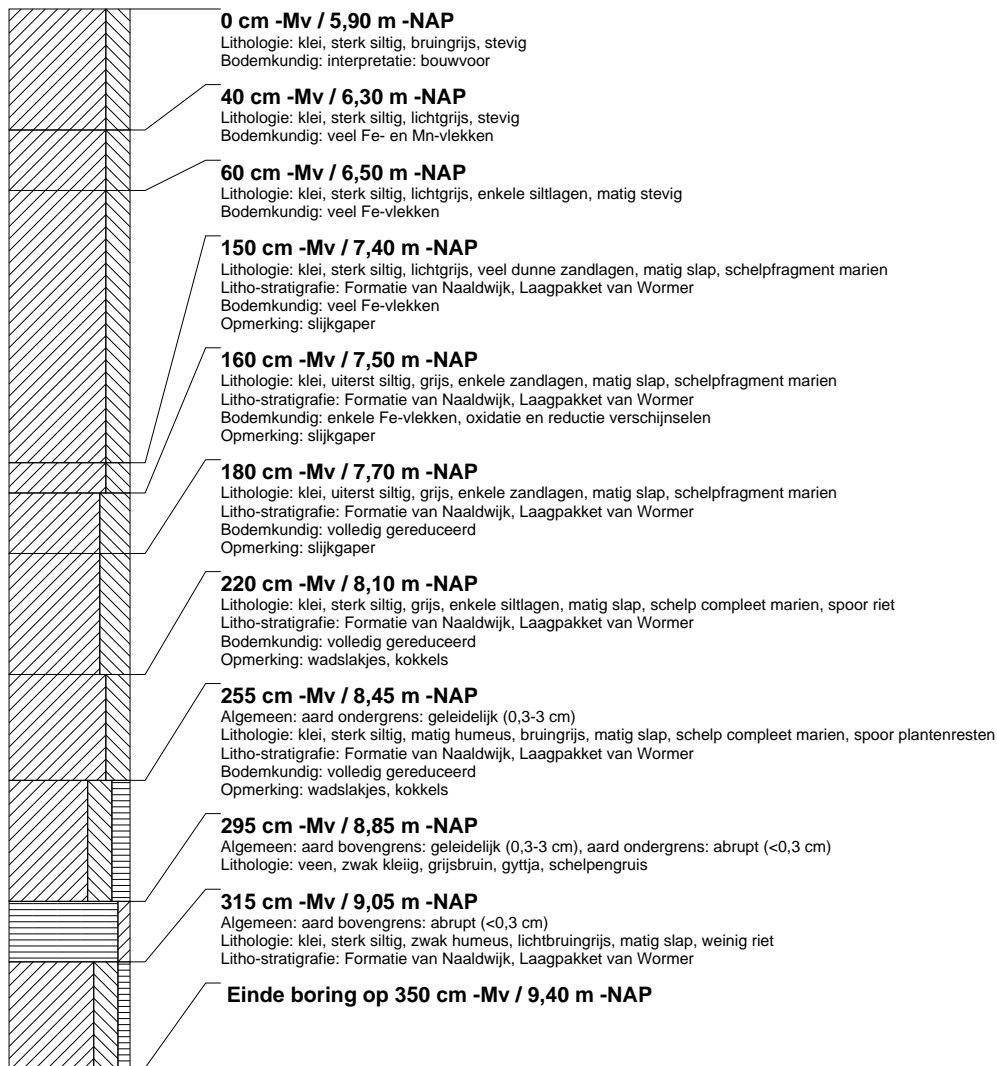 0 cm -Mv / 5,90 m -NAP
Lithologie: klei, sterk siltig, bruingrijs, stevig
Bodemkundig: interpretatie: bouwvoor
40 cm -Mv / 6,30 m -NAP
Lithologie: klei, sterk siltig, lichtgrijs, stevig
Bodemkundig: veel Fe- en Mn-vlekken
60 cm -Mv / 6,50 m -NAP
Lithologie: klei, sterk siltig, lichtgrijs, enkele siltlagen, matig stevig
Bodemkundig: veel Fe-vlekken
150 cm -Mv / 7,40 m -NAP
Lithologie: klei, sterk siltig, lichtgrijs, veel dunne zandlagen, matig slap, schelpfragment marien
Litho-stratigrafie: Formatie van Naaldwijk, Laagpakket van Wormer
Bodemkundig: veel Fe-vlekken
Opmerking: slijkgaper
160 cm -Mv / 7,50 m -NAP
Lithologie: klei, uiterst siltig, grijs, enkele zandlagen, matig slap, schelpfragment marien
Litho-stratigrafie: Formatie van Naaldwijk, Laagpakket van Wormer
Bodemkundig: enkele Fe-vlekken, oxidatie en reductie verschijnselen
Opmerking: slijkgaper
180 cm -Mv / 7,70 m -NAP
Lithologie: klei, uiterst siltig, grijs, enkele zandlagen, matig slap, schelpfragment marien
Litho-stratigrafie: Formatie van Naaldwijk, Laagpakket van Wormer
Bodemkundig: volledig gereduceerd
Opmerking: slijkgaper
220 cm -Mv / 8,10 m -NAP
Lithologie: klei, sterk siltig, grijs, enkele siltlagen, matig slap, schelp compleet marien, spoor riet
Litho-stratigrafie: Formatie van Naaldwijk, Laagpakket van Wormer
Bodemkundig: volledig gereduceerd
Opmerking: wadslakjes, kokkels
255 cm -Mv / 8,45 m -NAP
Algemeen: aard ondergrens: geleidelijk (0,3-3 cm)
Lithologie: klei, sterk siltig, matig humeus, bruingrijs, matig slap, schelp compleet marien, spoor plantenresten
Litho-stratigrafie: Formatie van Naaldwijk, Laagpakket van Wormer
Bodemkundig: volledig gereduceerd
Opmerking: wadslakjes, kokkels
295 cm -Mv / 8,85 m -NAP
Algemeen: aard bovengrens: geleidelijk (0,3-3 cm), aard ondergrens: abrupt (<0,3 cm)
Lithologie: veen, zwak kleiig, grijsbruin, gyttja, schelpengruis
315 cm -Mv / 9,05 m -NAP
Algemeen: aard bovengrens: abrupt (<0,3 cm)
Lithologie: klei, sterk siltig, zwak humeus, lichtbruingrijs, matig slap, weinig riet
Litho-stratigrafie: Formatie van Naaldwijk, Laagpakket van Wormer
Einde boring op 350 cm -Mv / 9,40 m -NAP